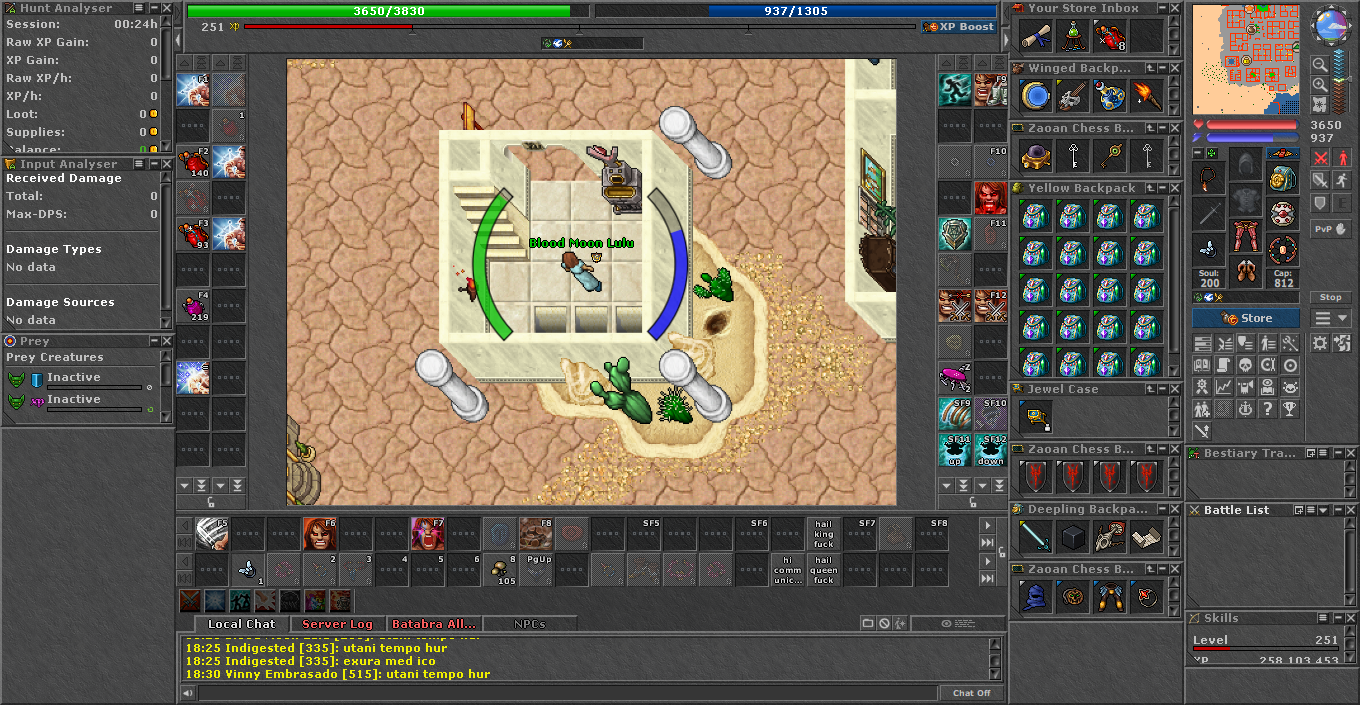 Hunt Analyser
Session: 00:24h
Raw XP Gain: 0
XP Gain: 0
Raw XP/h: 0
XP/h: 0
Loot: 0
Supplies: 0
Balance: 0
Input Analyser
Received Damage
Total: 0
Max-DPS: 0
Damage Types
No data
Damage Sources
No data
Prey
Prey Creatures
Inactive
Inactive
3650/3830
937/1305
251 XP
XP Boost
F1
1
F2
140
F3
93
F4
219
F9
F10
F11
F12
SF9
SF10
SF11
up
SF12
down
Blood Moon Lulu
F5
F6
F7
F8
SF5
SF6
hail
king
fuck
SF7
SF8
1
2
3
4
5
6
8
105
PgUp
hi
comm
unic...
hail
queen
fuck
Local Chat
Server Log
Batabra All...
NPCs
18:25 Indigested [335]: utani tempo hur
18:25 Indigested [335]: exura med ico
18:30 Vinny Embrasado [515]: utani tempo hur
Chat Off
Your Store Inbox
8
Winged Backp...
Zaoan Chess B...
Yellow Backpack
Jewel Case
Zaoan Chess B...
Deepling Backpa...
Zaoan Chess B...
3650
937
PvP
Soul:
200
Cap:
812
Stop
Store
Bestiary Tra...
Battle List
Skills
Level 251
XP 258,103,453